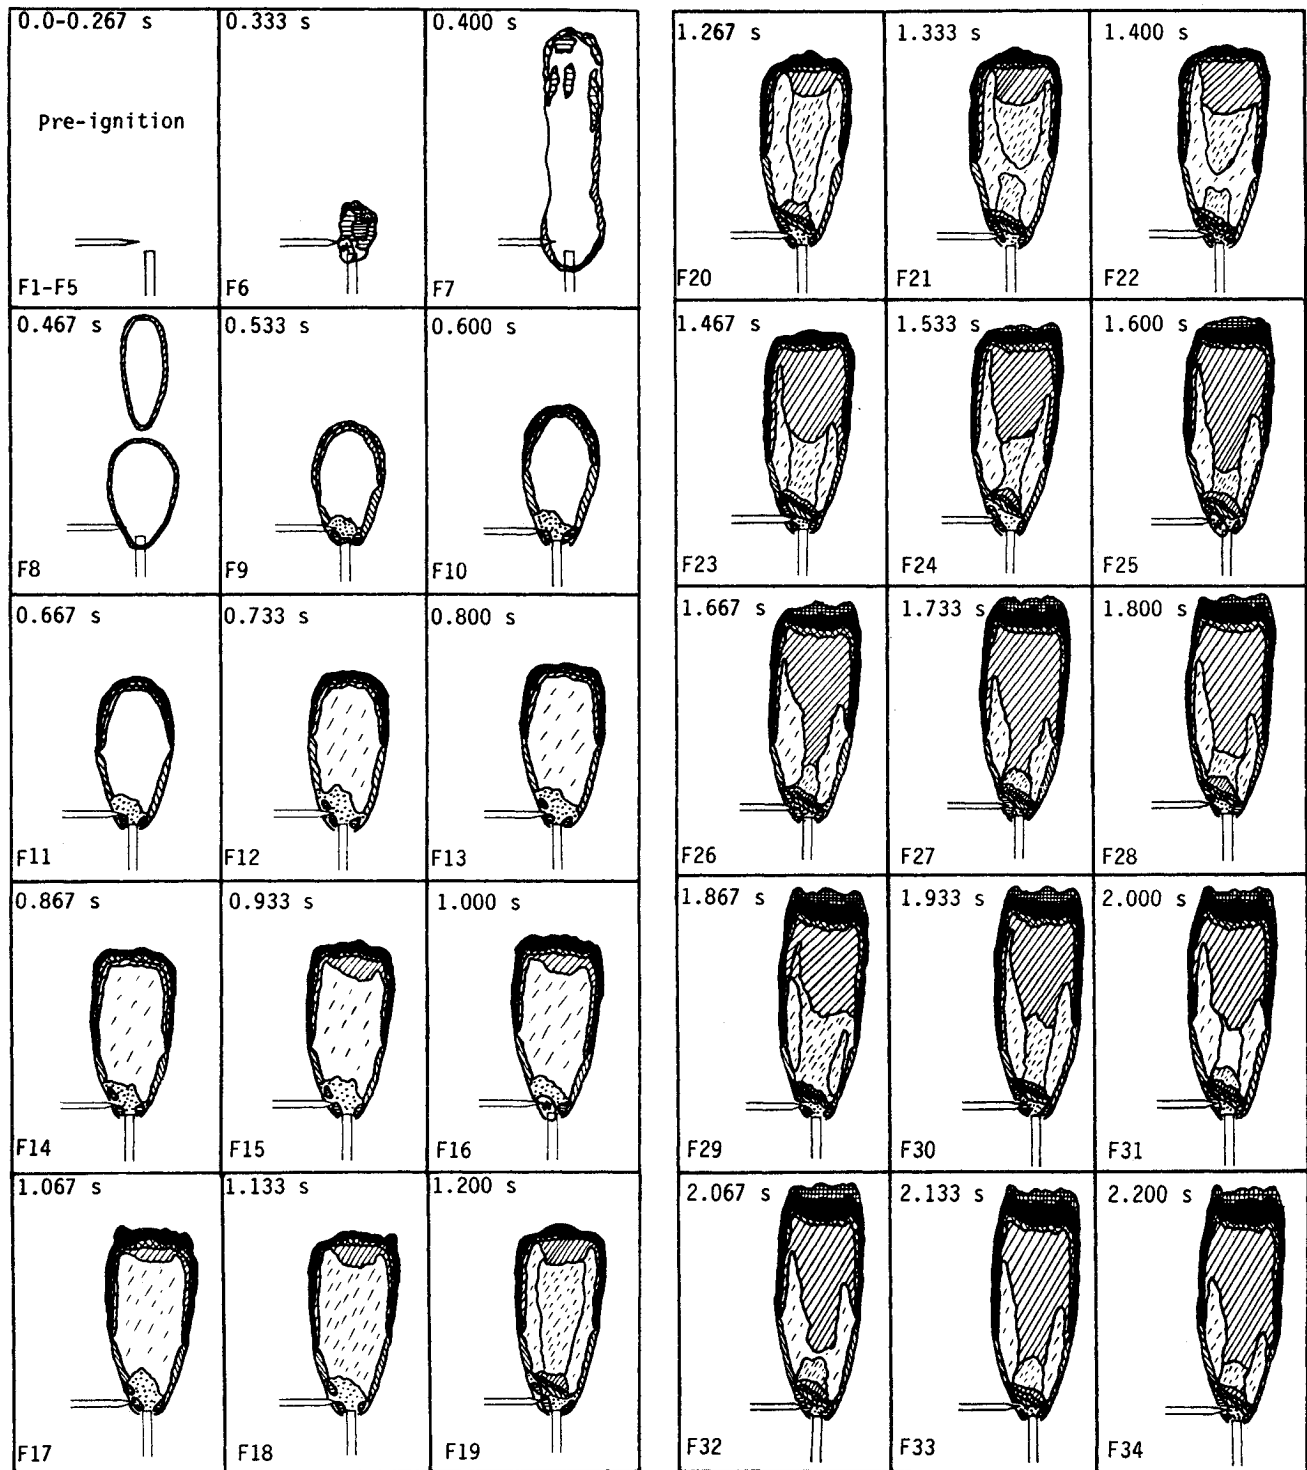 0.0-0.267 s
Pre-ignition
F1-F5
0.333 s
F6
0.400 s
F7
0.467 s
F8
0.533 s
F9
0.600 s
F10
0.667 s
F11
0.733 s
F12
0.800 s
F13
0.867 s
F14
0.933 s
F15
1.000 s
F16
1.067 s
F17
1.133 s
F18
1.200 s
F19
1.267 s
F20
1.333 s
F21
1.400 s
F22
1.467 s
F23
1.533 s
F24
1.600 s
F25
1.667 s
F26
1.733 s
F27
1.800 s
F28
1.867 s
F29
1.933 s
F30
2.000 s
F31
2.067 s
F32
2.133 s
F33
2.200 s
F34